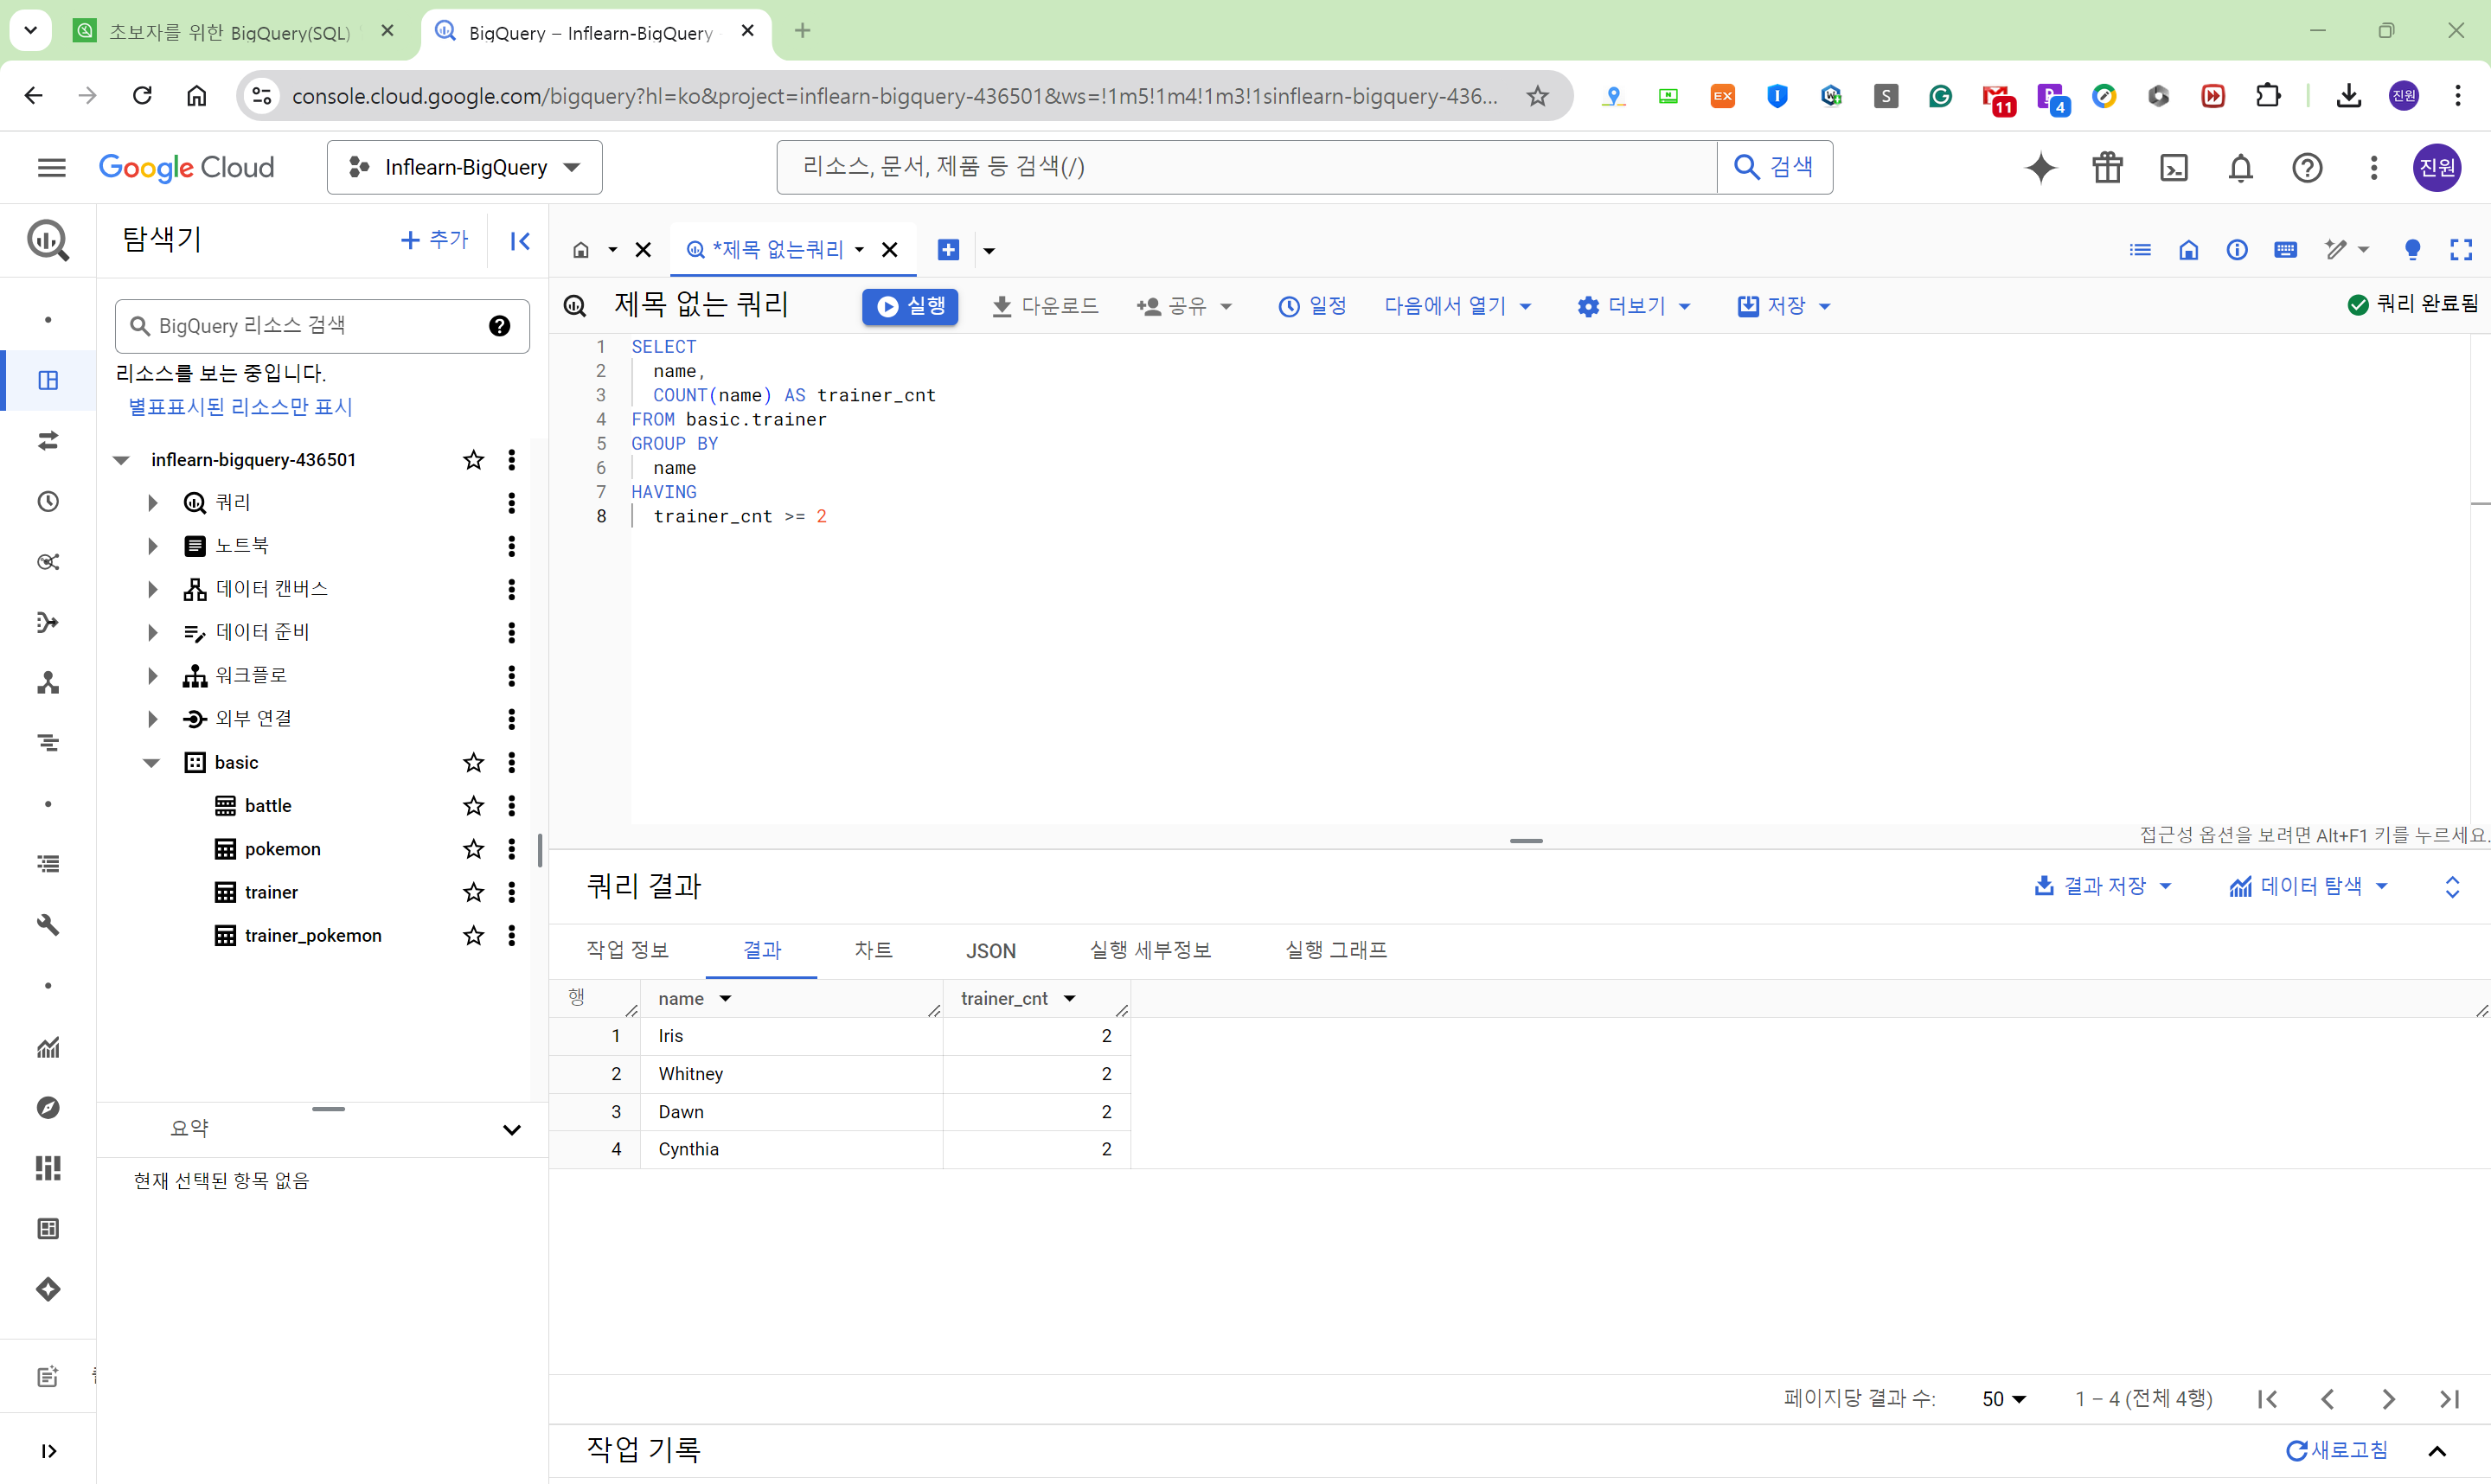 초보자를 위한 BigQuery(SQL)
BigQuery – Inflearn-BigQuery
console.cloud.google.com/bigquery?hl=ko&project=inflearn-bigquery-436501&ws=!1m5!1m4!1m3!1sinflearn-bigquery-436...
EX
S
11
4
진원
Google Cloud
Inflearn-BigQuery
리소스, 문서, 제품 등 검색(/)
검색
진원
탐색기
추가
*제목 없는쿼리
BigQuery 리소스 검색
리소스를 보는 중입니다.
별표표시된 리소스만 표시
inflearn-bigquery-436501
쿼리
노트북
데이터 캔버스
데이터 준비
워크플로
외부 연결
basic
battle
pokemon
trainer
trainer_pokemon
요약
현재 선택된 항목 없음
제목 없는 쿼리
실행
다운로드
공유
일정
다음에서 열기
더보기
저장
쿼리 완료됨
1 SELECT
2 name,
3 COUNT(name) AS trainer_cnt
4 FROM basic.trainer
5 GROUP BY
6 name
7 HAVING
8 trainer_cnt >= 2
접근성 옵션을 보려면 Alt+F1 키를 누르세요.
쿼리 결과
결과 저장
데이터 탐색
작업 정보
결과
차트
JSON
실행 세부정보
실행 그래프
행 name trainer_cnt
1 Iris 2
2 Whitney 2
3 Dawn 2
4 Cynthia 2
페이지당 결과 수: 50 1 – 4 (전체 4행)
작업 기록
새로고침